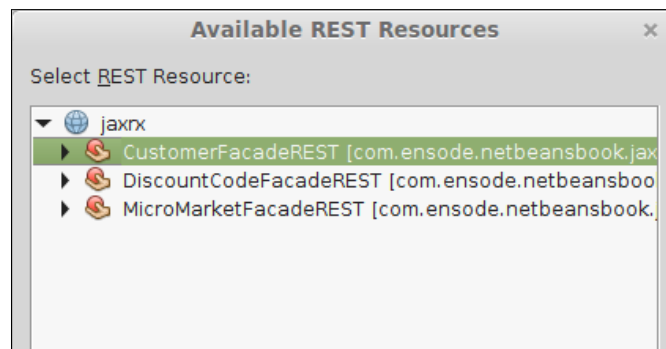 Available REST Resources
Select REST Resource:
jaxrx
CustomerFacadeREST [com.ensode.netbeansbook.jax
DiscountCodeFacadeREST [com.ensode.netbeansboo
MicroMarketFacadeREST [com.ensode.netbeansbook.